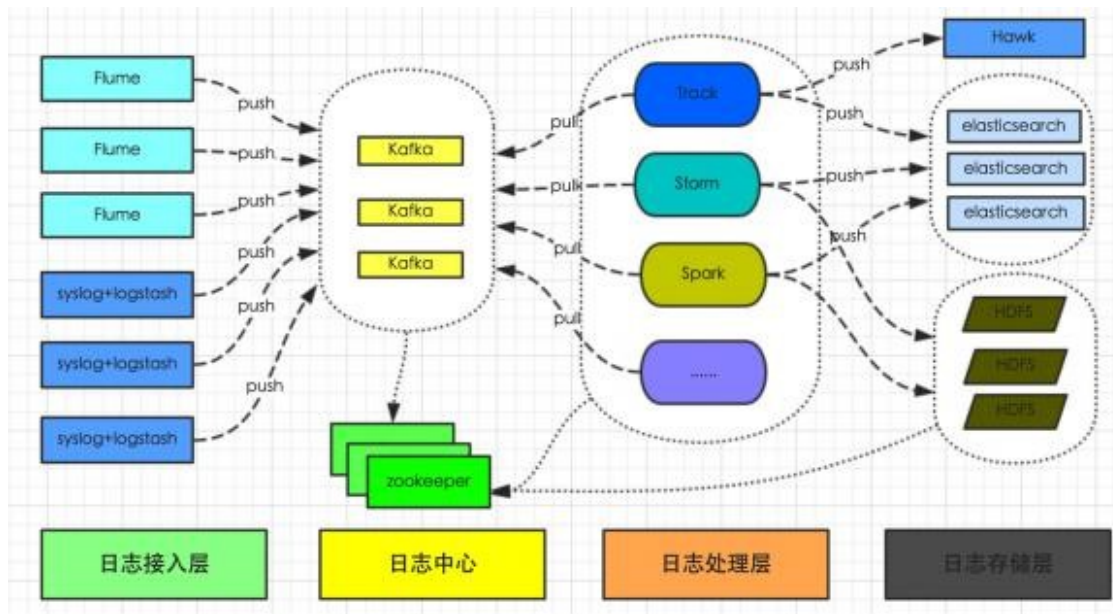 Flume
Flume
Flume
syslog+logstash
syslog+logstash
syslog+logstash
push
push
push
push
push
push
Kafka
Kafka
Kafka
zookeeper
pull
pull
pull
pull
Track
Storm
Spark
......
push
push
push
push
Hawk
elasticsearch
elasticsearch
elasticsearch
HDFS
HDFS
HDFS
日志接入层
日志中心
日志处理层
日志存储层